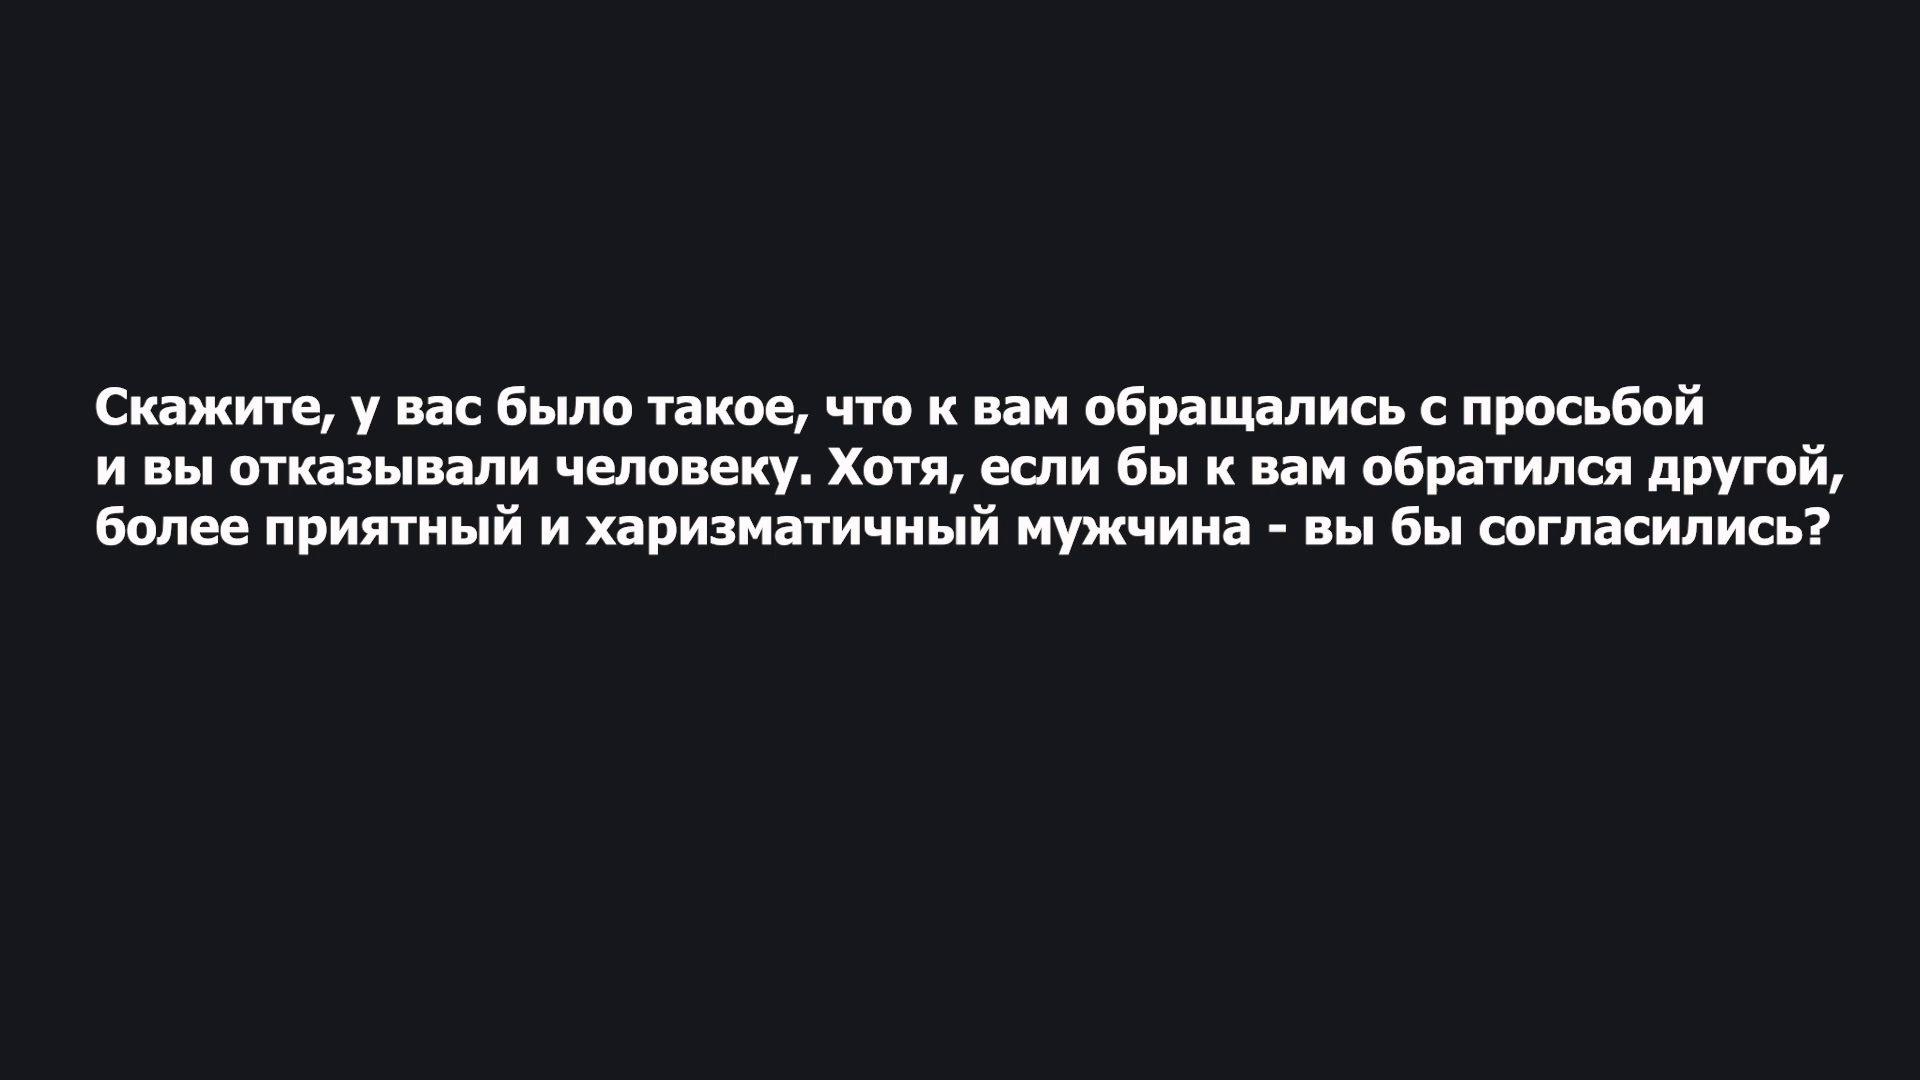 Скажите, у вас было такое, что к вам обращались с просьбой
и вы отказывали человеку. Хотя, если бы к вам обратился другой,
более приятный и харизматичный мужчина - вы бы согласились?